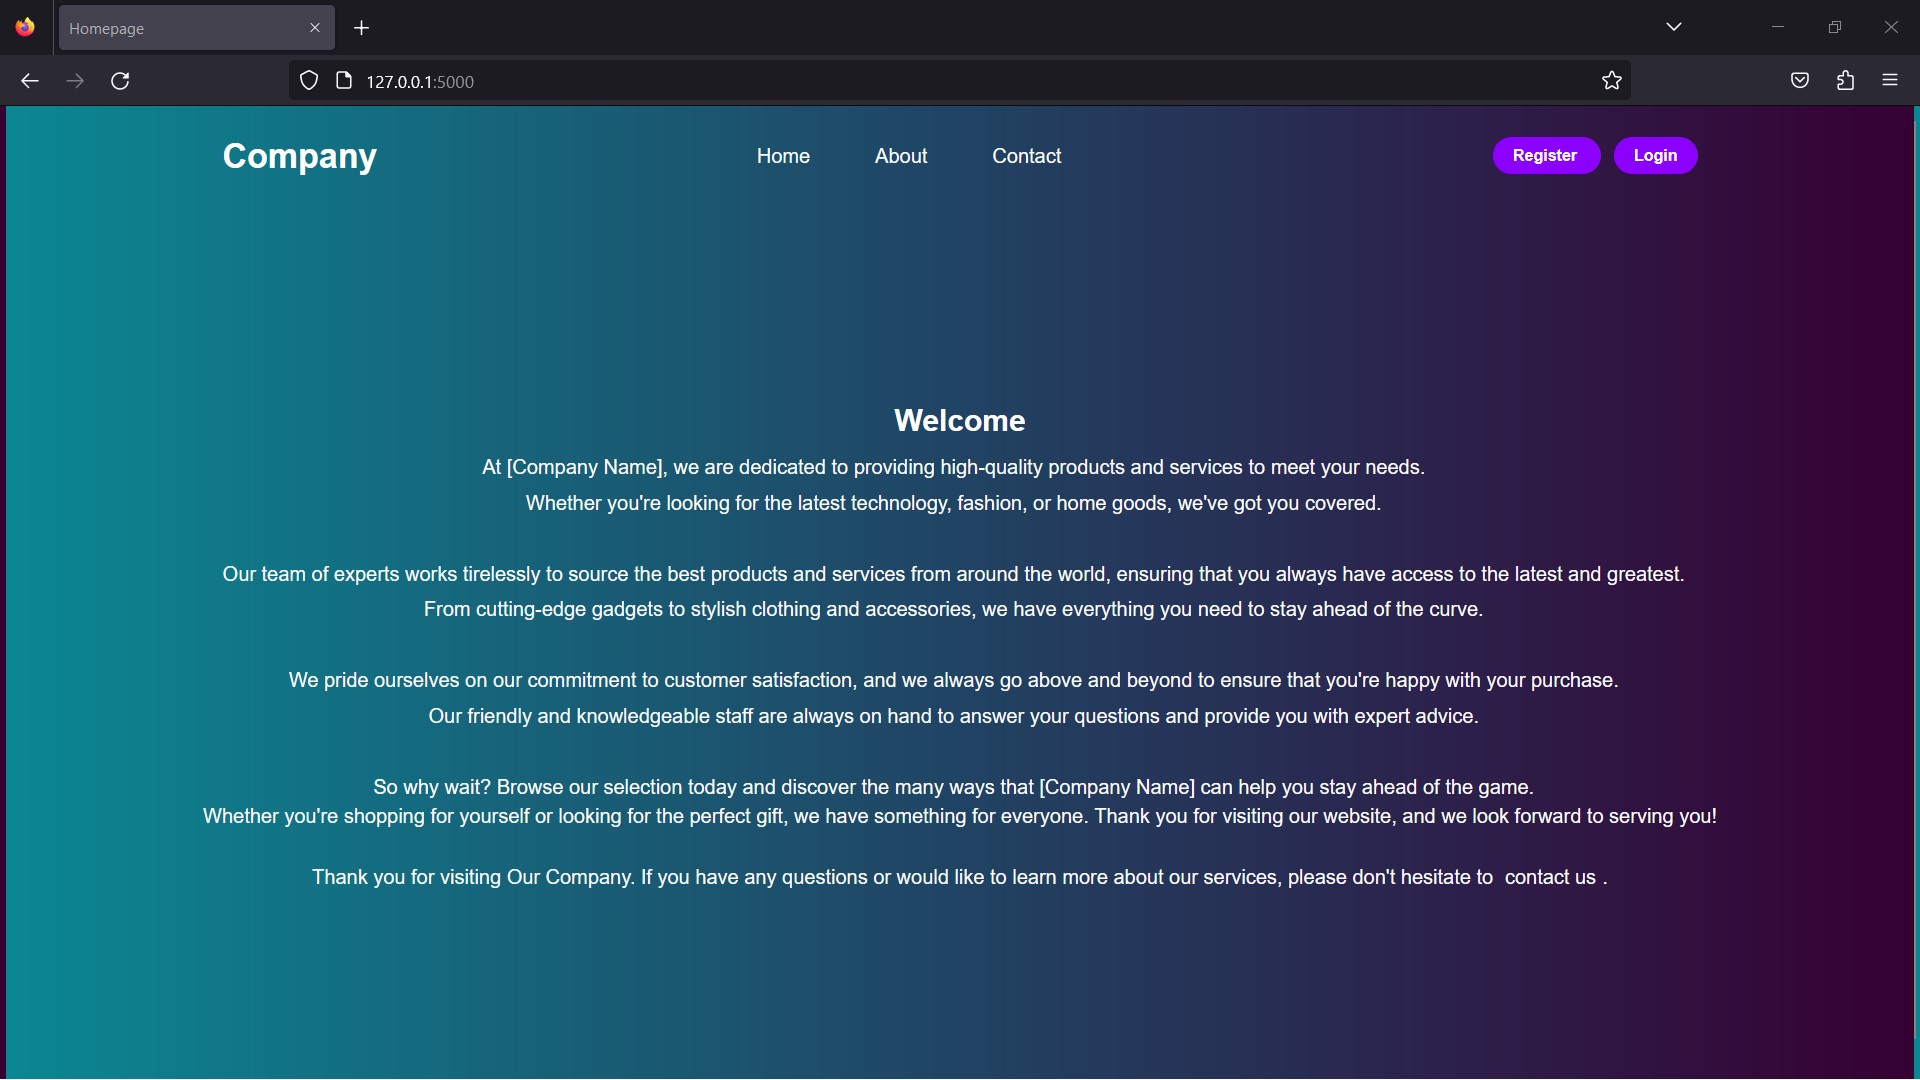 Homepage
127.0.0.1:5000
Company
Home About Contact
Register Login
Welcome
At [Company Name], we are dedicated to providing high-quality products and services to meet your needs.
Whether you're looking for the latest technology, fashion, or home goods, we've got you covered.
Our team of experts works tirelessly to source the best products and services from around the world, ensuring that you always have access to the latest and greatest.
From cutting-edge gadgets to stylish clothing and accessories, we have everything you need to stay ahead of the curve.
We pride ourselves on our commitment to customer satisfaction, and we always go above and beyond to ensure that you're happy with your purchase.
Our friendly and knowledgeable staff are always on hand to answer your questions and provide you with expert advice.
So why wait? Browse our selection today and discover the many ways that [Company Name] can help you stay ahead of the game.
Whether you're shopping for yourself or looking for the perfect gift, we have something for everyone. Thank you for visiting our website, and we look forward to serving you!
Thank you for visiting Our Company. If you have any questions or would like to learn more about our services, please don't hesitate to contact us .